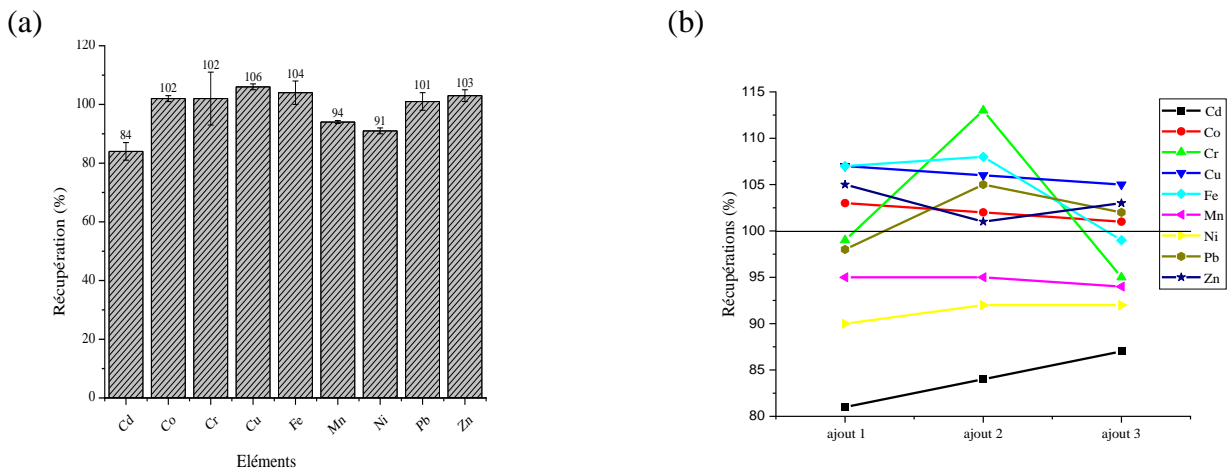 (a)
Récupération (%)
120
100
80
60
40
20
0
84
102
102
106
104
94
91
101
103
Cd
Co
Cr
Cu
Fe
Mn
Ni
Pb
Zn
Eléments
(b)
Récupérations (%)
115
110
105
100
95
90
85
80
ajout 1
ajout 2
ajout 3
Cd
Co
Cr
Cu
Fe
Mn
Ni
Pb
Zn